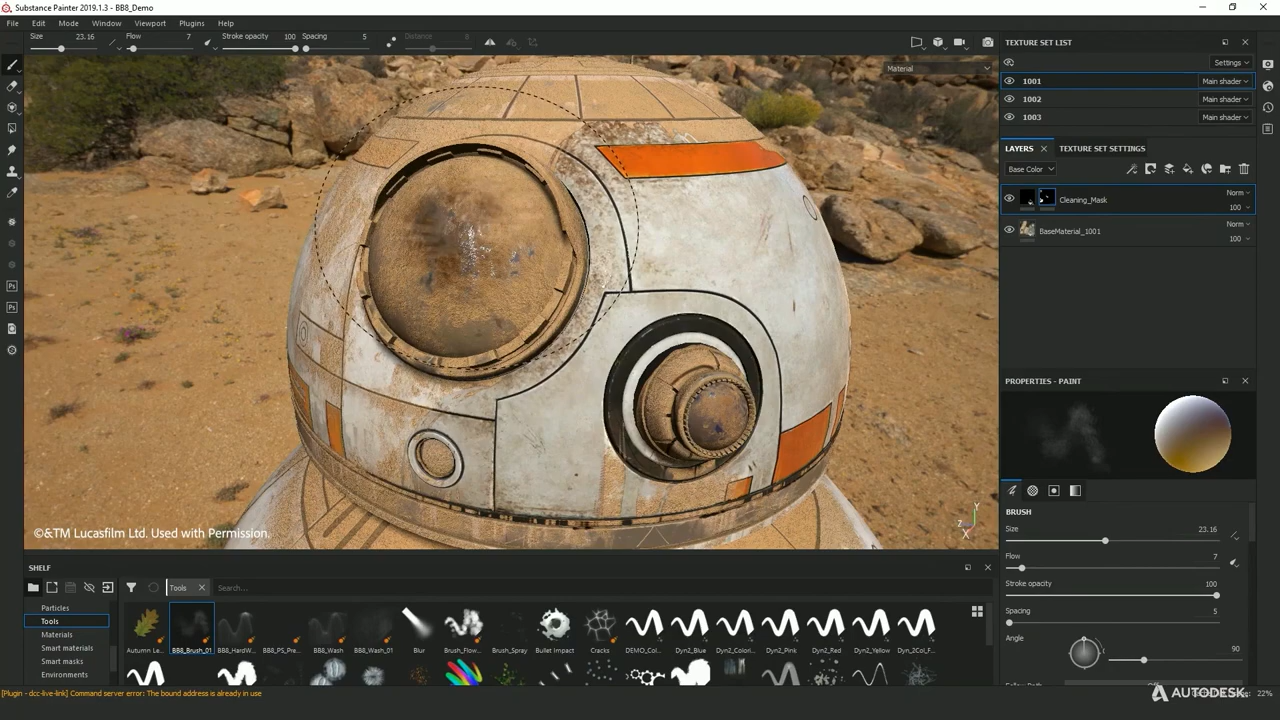 Substance Painter 2019.1.3 - BB8_Demo
File Edit Mode Window Viewport Plugins Help
Size 23.16 Flow 7 Stroke opacity 100 Spacing 5 Distance 8
Material
TEXTURE SET LIST
Settings
1001 Main shader
1002 Main shader
1003 Main shader
LAYERS TEXTURE SET SETTINGS
Base Color
Cleaning_Mask Norm 100
BaseMaterial_1001 Norm 100
PROPERTIES - PAINT
BRUSH
Size 23.16
Flow 7
Stroke opacity 100
Spacing 5
Angle 90
Y
Z
X
©&TM Lucasfilm Ltd. Used with Permission.
SHELF
Tools Search...
Particles
Tools
Materials
Smart materials
Smart masks
Environments
Autumn Le... BB8_Brush_01 BB8_HardW... BB8_PS_Pre... BB8_Wash BB8_Wash_01 Blur Brush_Flow... Brush_Spray Bullet Impact Cracks DEMO_Col... Dyn2_Blue Dyn2_Colori... Dyn2_Pink Dyn2_Red Dyn2_Yellow Dyn2Col_F...
[Plugin - dcc-live-link] Command server error: The bound address is already in use
AUTODESK
22%